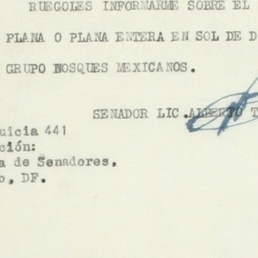 RUEGOLES INFORMARME SOBRE EL
PLANA O PLANA ENTERA EN SOL DE D
GRUPO BOSQUES MEXICANOS.
SENADOR LIC. ALBERTO T
uicia 441
ción:
a de Senadores,
o, DF.